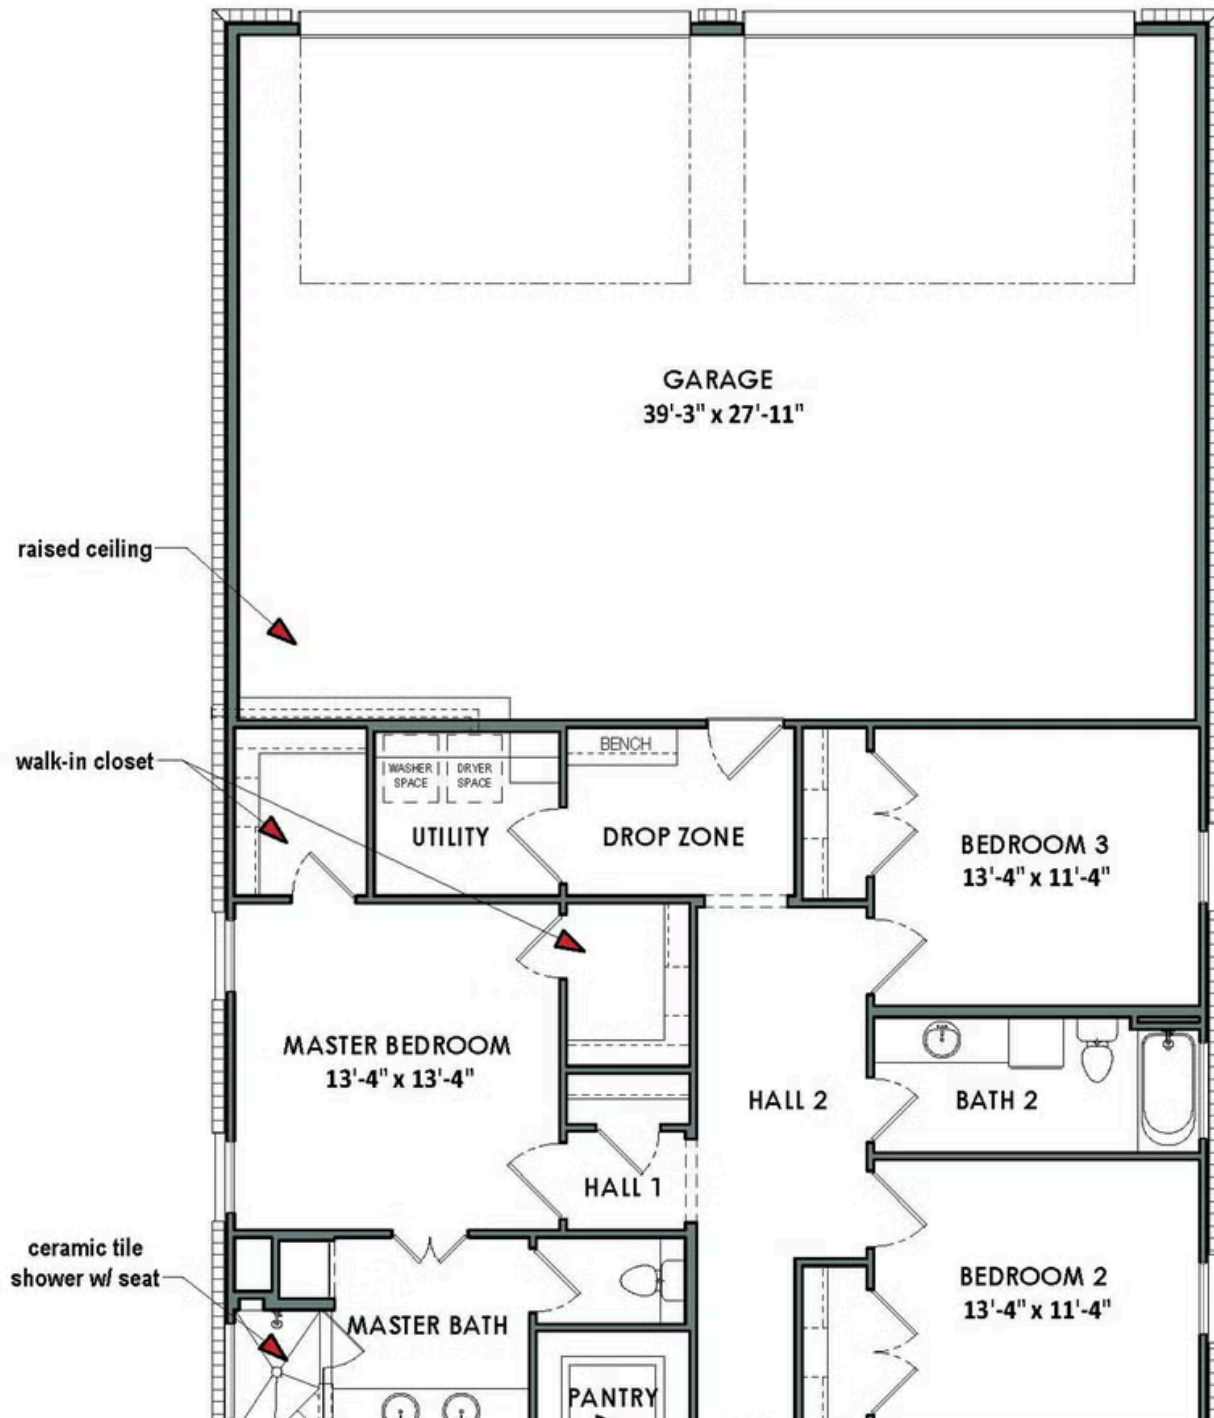 GARAGE
39'-3" x 27'-11"
raised ceiling
walk-in closet
BENCH
WASHER
SPACE
DRYER
SPACE
UTILITY
DROP ZONE
BEDROOM 3
13'-4" x 11'-4"
MASTER BEDROOM
13'-4" x 13'-4"
HALL 2
BATH 2
HALL 1
ceramic tile
shower w/ seat
BEDROOM 2
13'-4" x 11'-4"
MASTER BATH
PANTRY